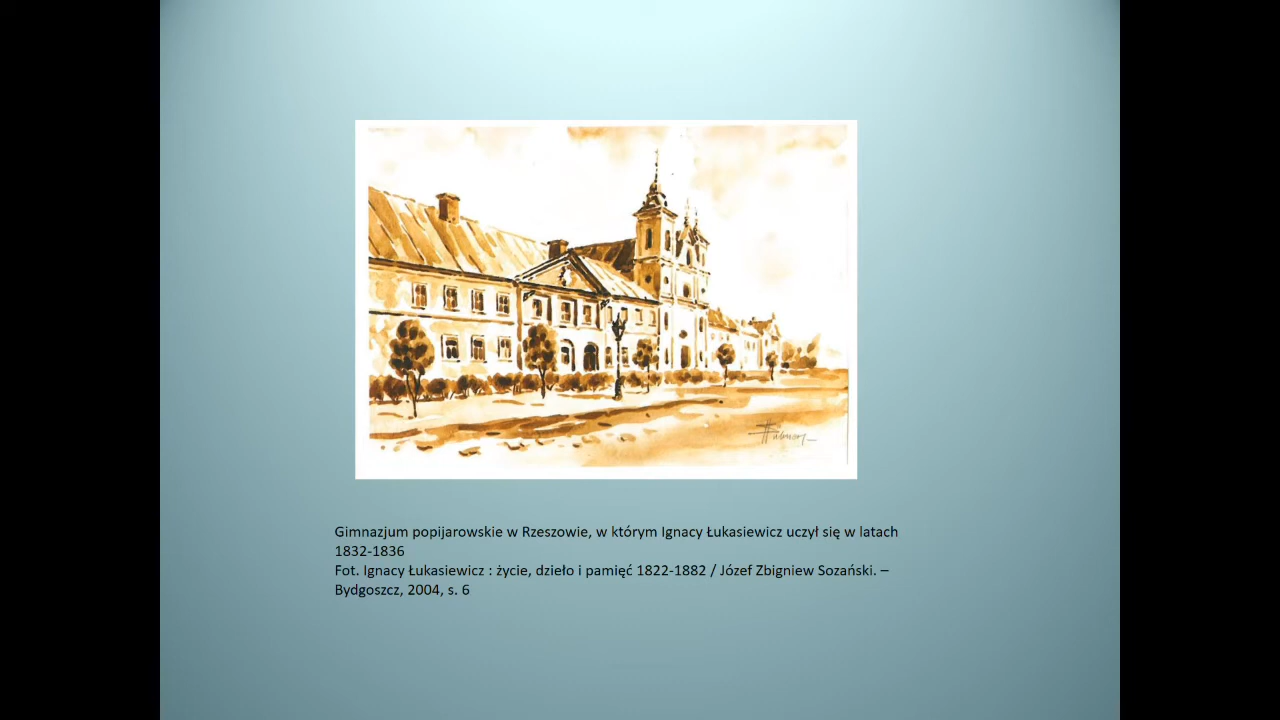 Gimnazjum popijarowskie w Rzeszowie, w którym Ignacy Łukasiewicz uczył się w latach
1832-1836
Fot. Ignacy Łukasiewicz : życie, dzieło i pamięć 1822-1882 / Józef Zbigniew Sozański. –
Bydgoszcz, 2004, s. 6